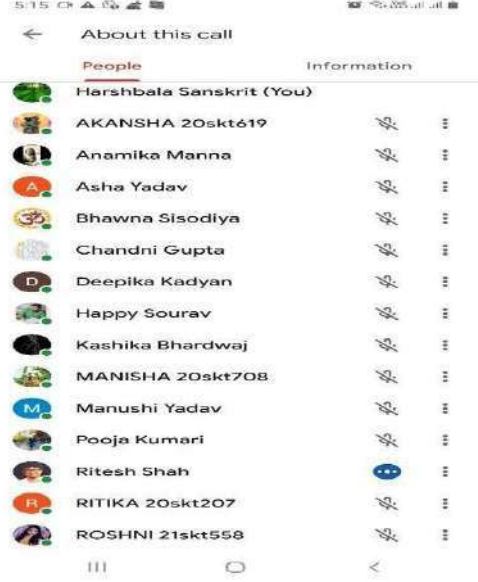 5:15
About this call
People Information
Harshbala Sanskrit (You)
AKANSHA 20skt619
Anamika Manna
A Asha Yadav
Bhawna Sisodiya
Chandni Gupta
D Deepika Kadyan
Happy Sourav
Kashika Bhardwaj
MANISHA 20skt708
M Manushi Yadav
Pooja Kumari
Ritesh Shah
R RITIKA 20skt207
ROSHNI 21skt558